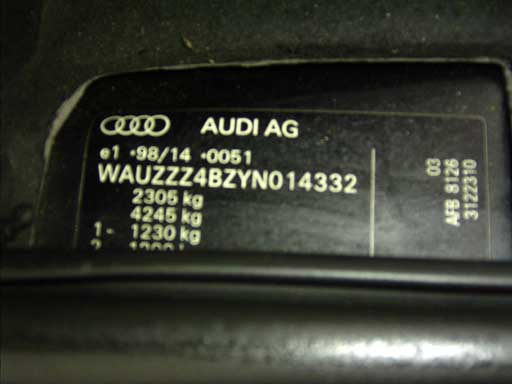 AUDI AG
e1 *98/14 *0051
WAUZZZ4BZYN014332
2305 kg
4245 kg
1- 1230 kg
03
AFB 8126
3122310